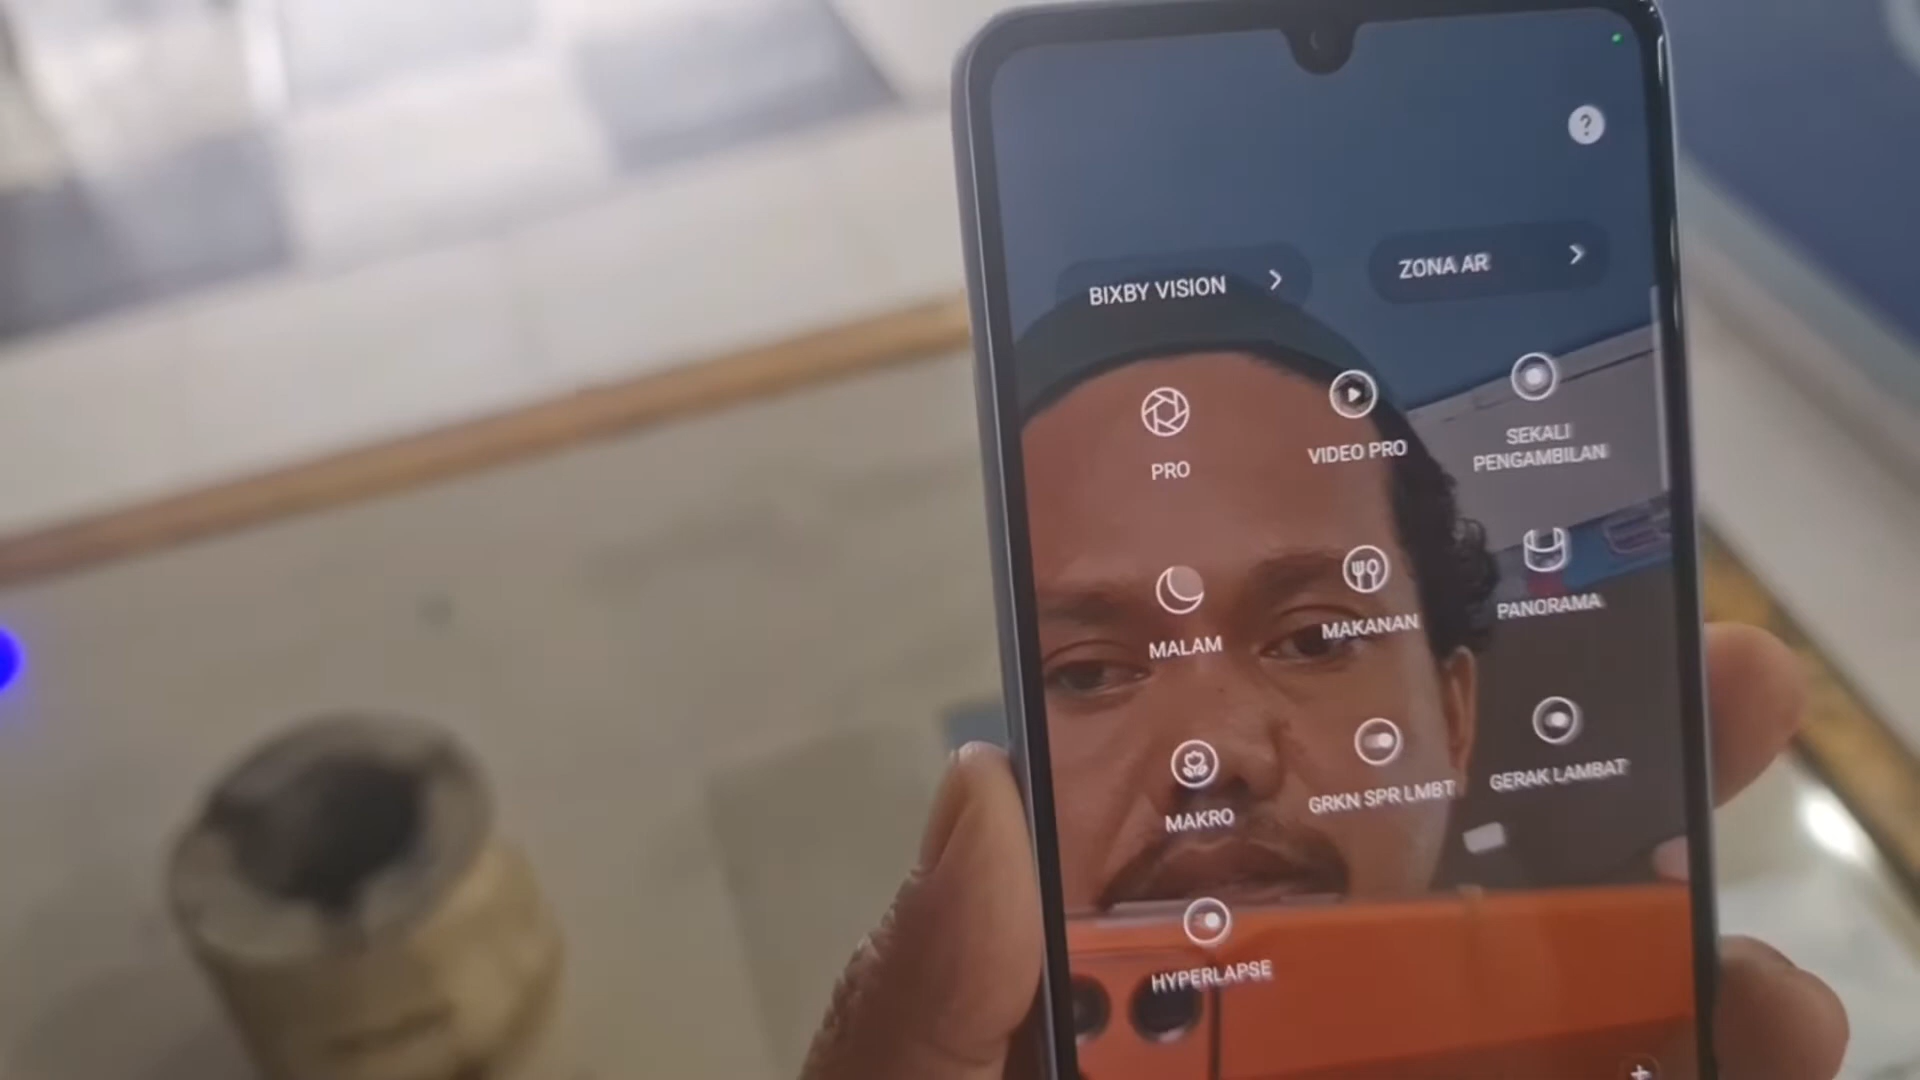 ?
BIXBY VISION
ZONA AR
PRO
VIDEO PRO
SEKALI
PENGAMBILAN
MALAM
MAKANAN
PANORAMA
MAKRO
GRKN SPR LMBT
GERAK LAMBAT
HYPERLAPSE